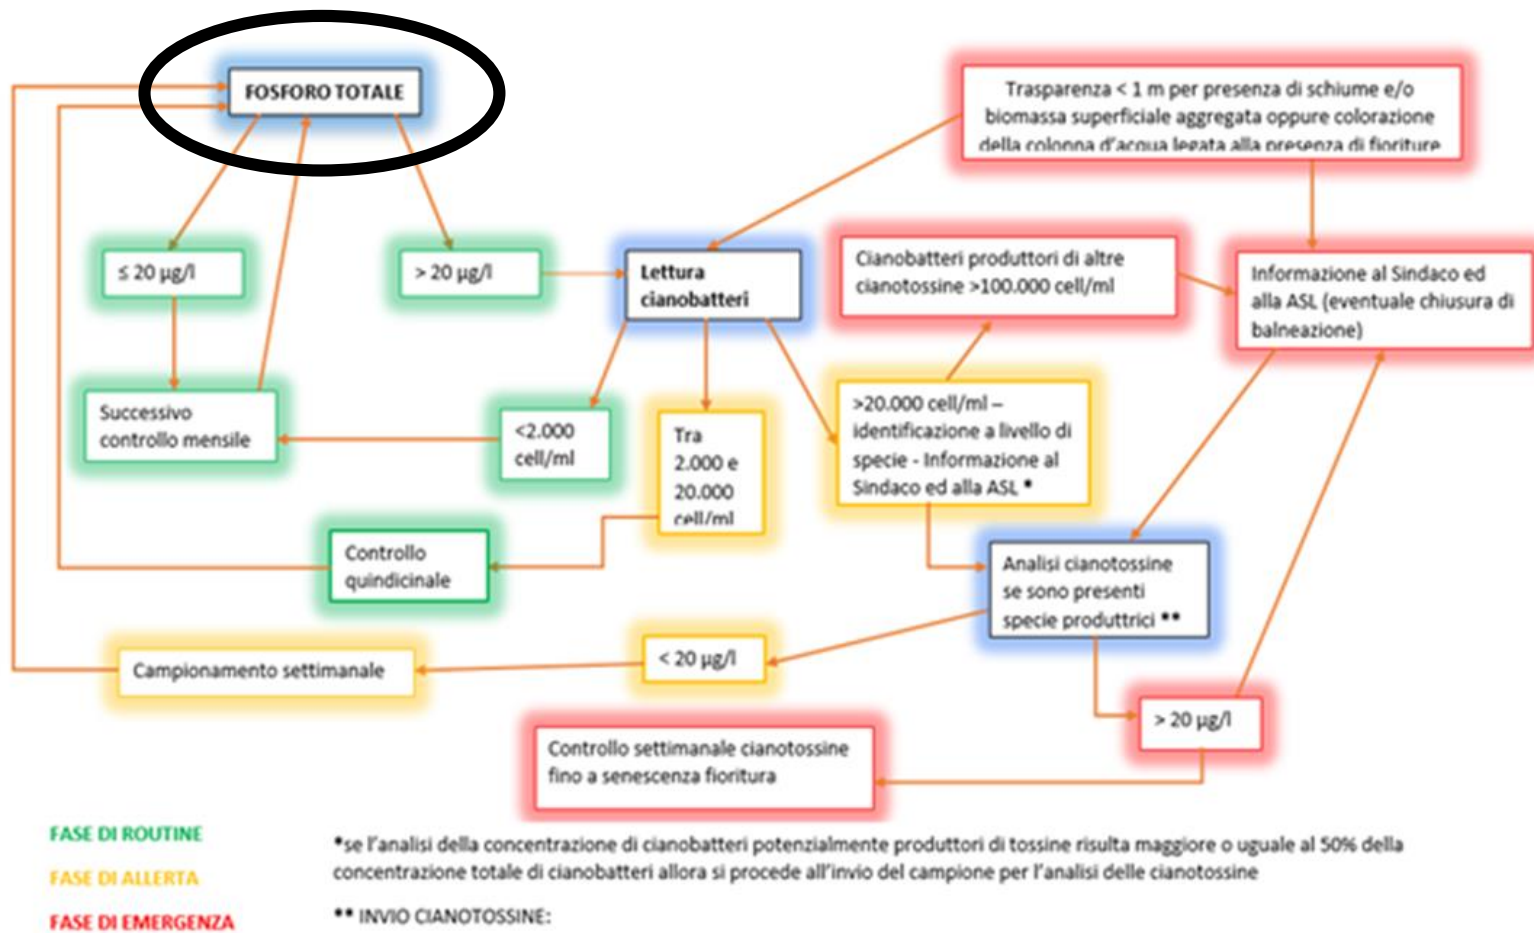 FOSFORO TOTALE
Trasparenza < 1 m per presenza di schiume e/o
biomassa superficiale aggregata oppure colorazione
della colonna d'acqua legata alla presenza di fioriture
≤ 20 µg/l
> 20 µg/l
Lettura
cianobatteri
Cianobatteri produttori di altre
cianotossine >100.000 cell/ml
Informazione al Sindaco ed
alla ASL (eventuale chiusura di
balneazione)
Successivo
controllo mensile
<2.000
cell/ml
Tra
2.000 e
20.000
cell/ml
>20.000 cell/ml –
identificazione a livello di
specie - Informazione al
Sindaco ed alla ASL *
Controllo
quindicinale
Analisi cianotossine
se sono presenti
specie produttrici **
Campionamento settimanale
< 20 µg/l
> 20 µg/l
Controllo settimanale cianotossine
fino a senescenza fioritura
FASE DI ROUTINE
FASE DI ALLERTA
FASE DI EMERGENZA
*se l'analisi della concentrazione di cianobatteri potenzialmente produttori di tossine risulta maggiore o uguale al 50% della
concentrazione totale di cianobatteri allora si procede all'invio del campione per l'analisi delle cianotossine
** INVIO CIANOTOSSINE: